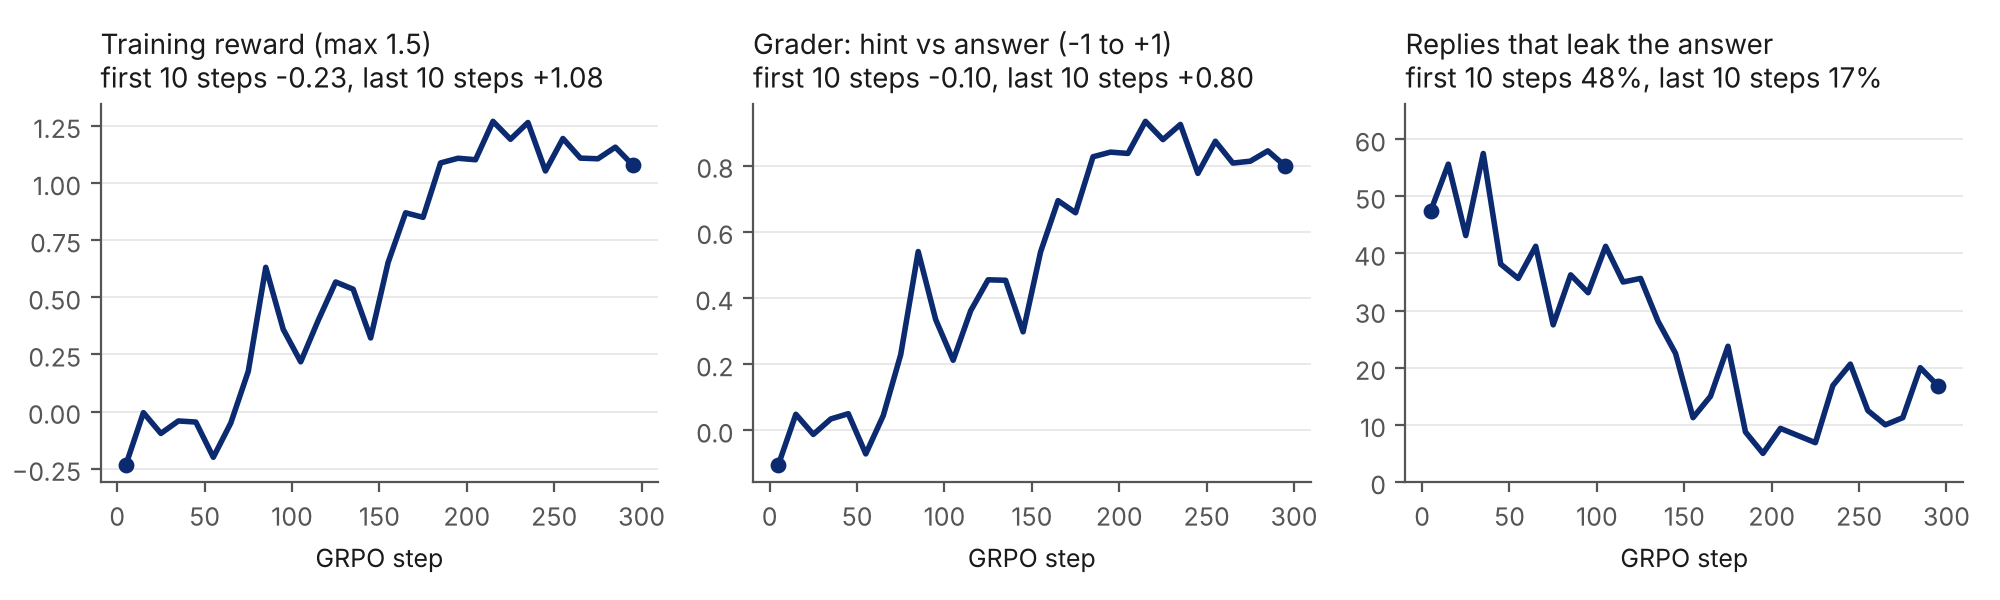 Training reward (max 1.5)
first 10 steps -0.23, last 10 steps +1.08
1.25
1.00
0.75
0.50
0.25
0.00
−0.25
0 50 100 150 200 250 300
GRPO step
Grader: hint vs answer (-1 to +1)
first 10 steps -0.10, last 10 steps +0.80
0.8
0.6
0.4
0.2
0.0
0 50 100 150 200 250 300
GRPO step
Replies that leak the answer
first 10 steps 48%, last 10 steps 17%
60
50
40
30
20
10
0
0 50 100 150 200 250 300
GRPO step